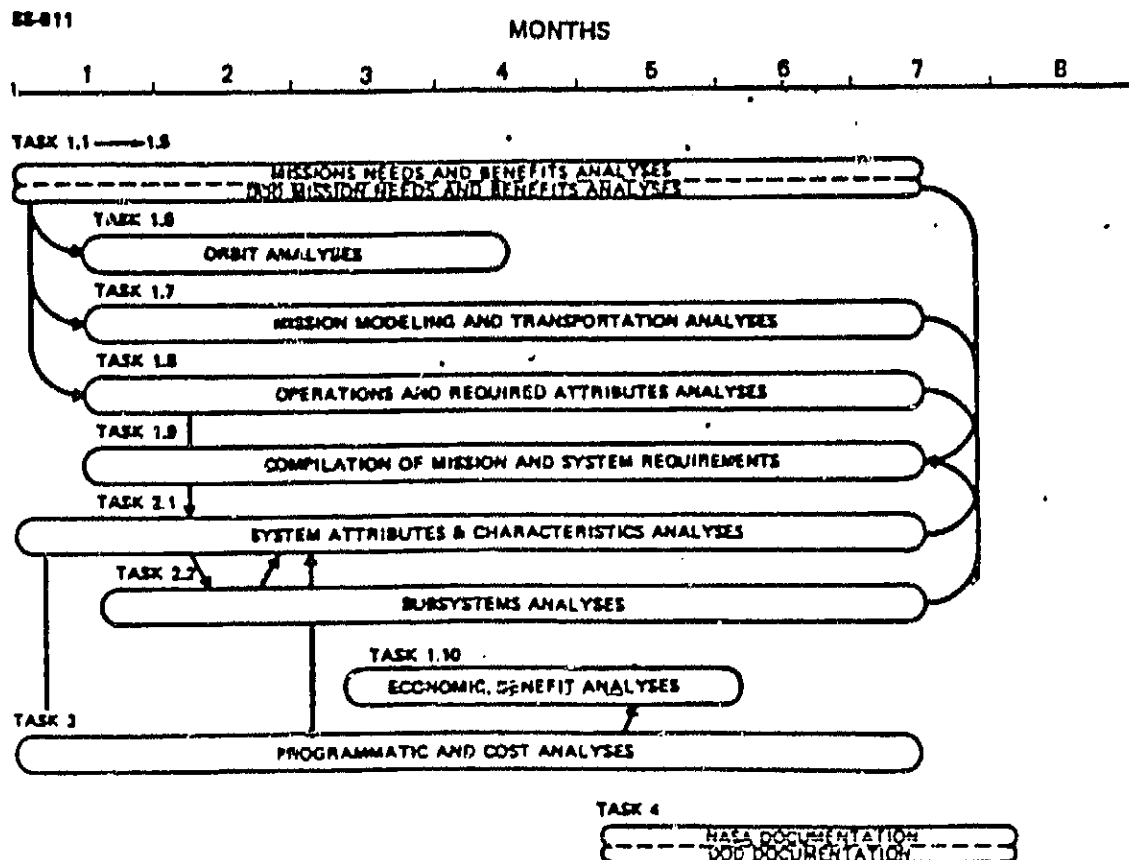 MONTHS
1 2 3 4 5 6 7 8
TASK 1.1 1.5
MISSIONS NEEDS AND BENEFITS ANALYSES
DOD MISSION NEEDS AND BENEFITS ANALYSES
TASK 1.6
ORBIT ANALYSES
TASK 1.7
MISSION MODELING AND TRANSPORTATION ANALYSES
TASK 1.8
OPERATIONS AND REQUIRED ATTRIBUTES ANALYSES
TASK 1.9
COMPILATION OF MISSION AND SYSTEM REQUIREMENTS
TASK 2.1
SYSTEM ATTRIBUTES & CHARACTERISTICS ANALYSES
TASK 2.2
SUBSYSTEMS ANALYSES
TASK 1.10
ECONOMIC, BENEFIT ANALYSES
TASK 3
PROGRAMMATIC AND COST ANALYSES
TASK 4
NASA DOCUMENTATION
DOD DOCUMENTATION